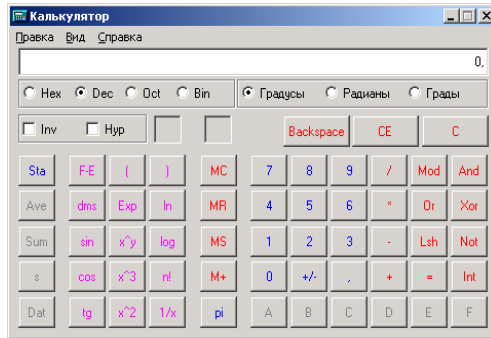 Калькулятор
Правка Вид Справка
0,
Hex Dec Oct Bin Градусы Радианы Грады
Inv Hyp Backspace CE C
Sta F-E ( ) MC 7 8 9 / Mod And
Ave dms Exp ln MR 4 5 6 * Or Xor
Sum sin x^y log MS 1 2 3 - Lsh Not
s cos x^3 n! M+ 0 +/- , + = Int
Dat tg x^2 1/x pi A B C D E F